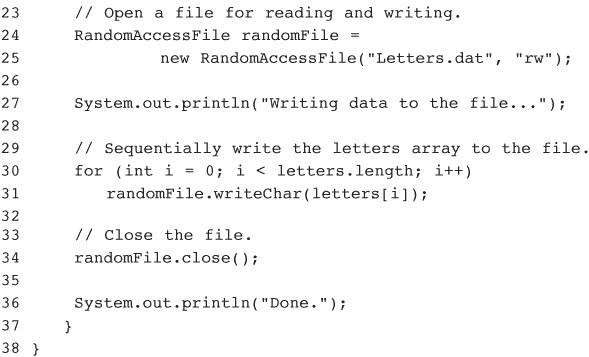 23 // Open a file for reading and writing.
24 RandomAccessFile randomFile =
25 new RandomAccessFile("Letters.dat", "rw");
26
27 System.out.println("Writing data to the file...");
28
29 // Sequentially write the letters array to the file.
30 for (int i = 0; i < letters.length; i++)
31 randomFile.writeChar(letters[i]);
32
33 // Close the file.
34 randomFile.close();
35
36 System.out.println("Done.");
37 }
38 }